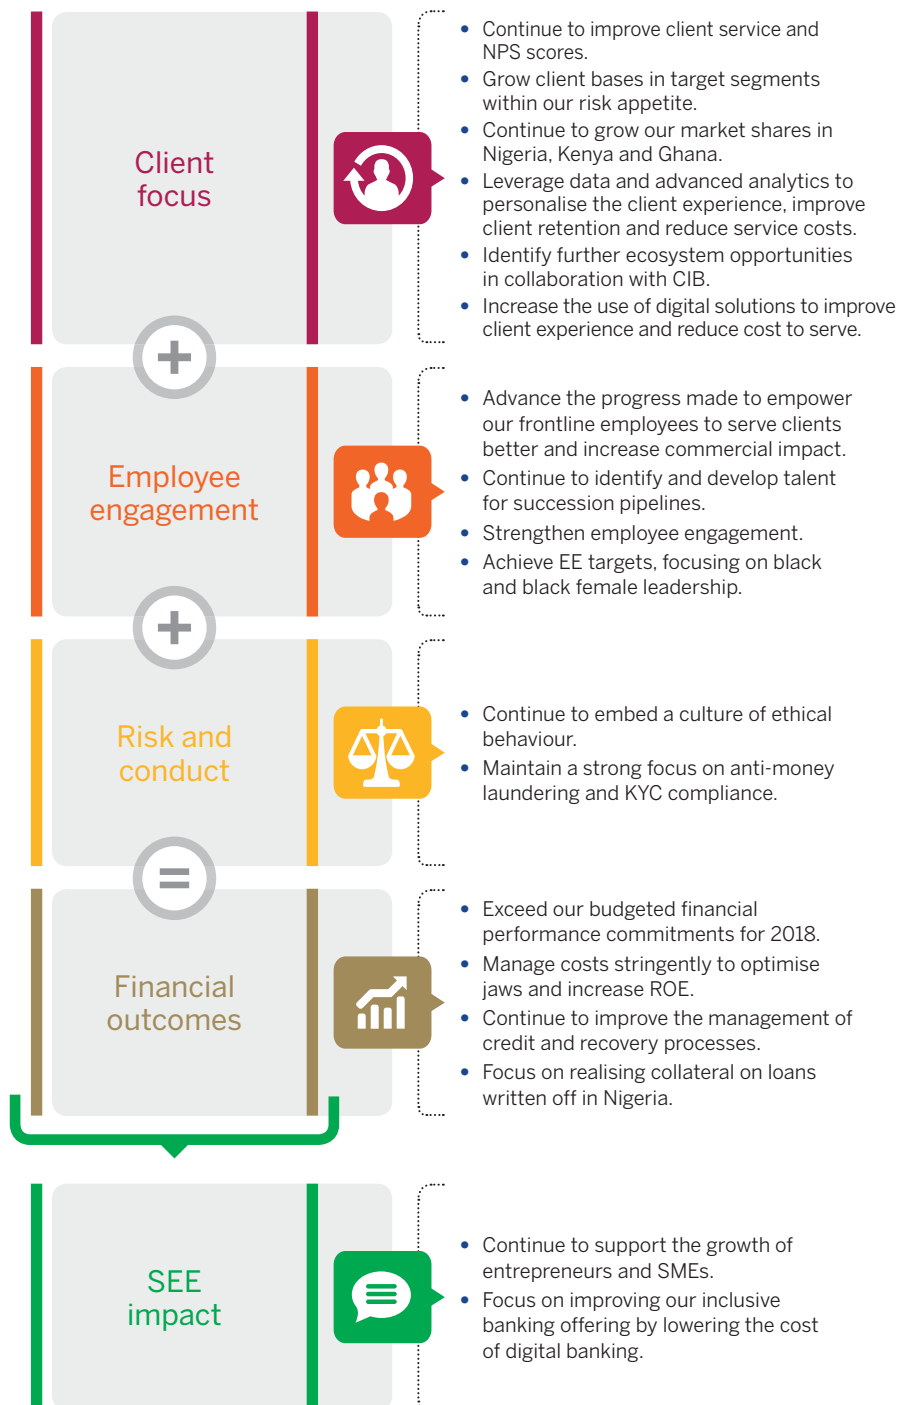 Client
focus
• Continue to improve client service and
NPS scores.
• Grow client bases in target segments
within our risk appetite.
• Continue to grow our market shares in
Nigeria, Kenya and Ghana.
• Leverage data and advanced analytics to
personalise the client experience, improve
client retention and reduce service costs.
• Identify further ecosystem opportunities
in collaboration with CIB.
• Increase the use of digital solutions to improve
client experience and reduce cost to serve.
+
Employee
engagement
• Advance the progress made to empower
our frontline employees to serve clients
better and increase commercial impact.
• Continue to identify and develop talent
for succession pipelines.
• Strengthen employee engagement.
• Achieve EE targets, focusing on black
and black female leadership.
+
Risk and
conduct
• Continue to embed a culture of ethical
behaviour.
• Maintain a strong focus on anti-money
laundering and KYC compliance.
=
Financial
outcomes
• Exceed our budgeted financial
performance commitments for 2018.
• Manage costs stringently to optimise
jaws and increase ROE.
• Continue to improve the management of
credit and recovery processes.
• Focus on realising collateral on loans
written off in Nigeria.
SEE
impact
• Continue to support the growth of
entrepreneurs and SMEs.
• Focus on improving our inclusive
banking offering by lowering the cost
of digital banking.